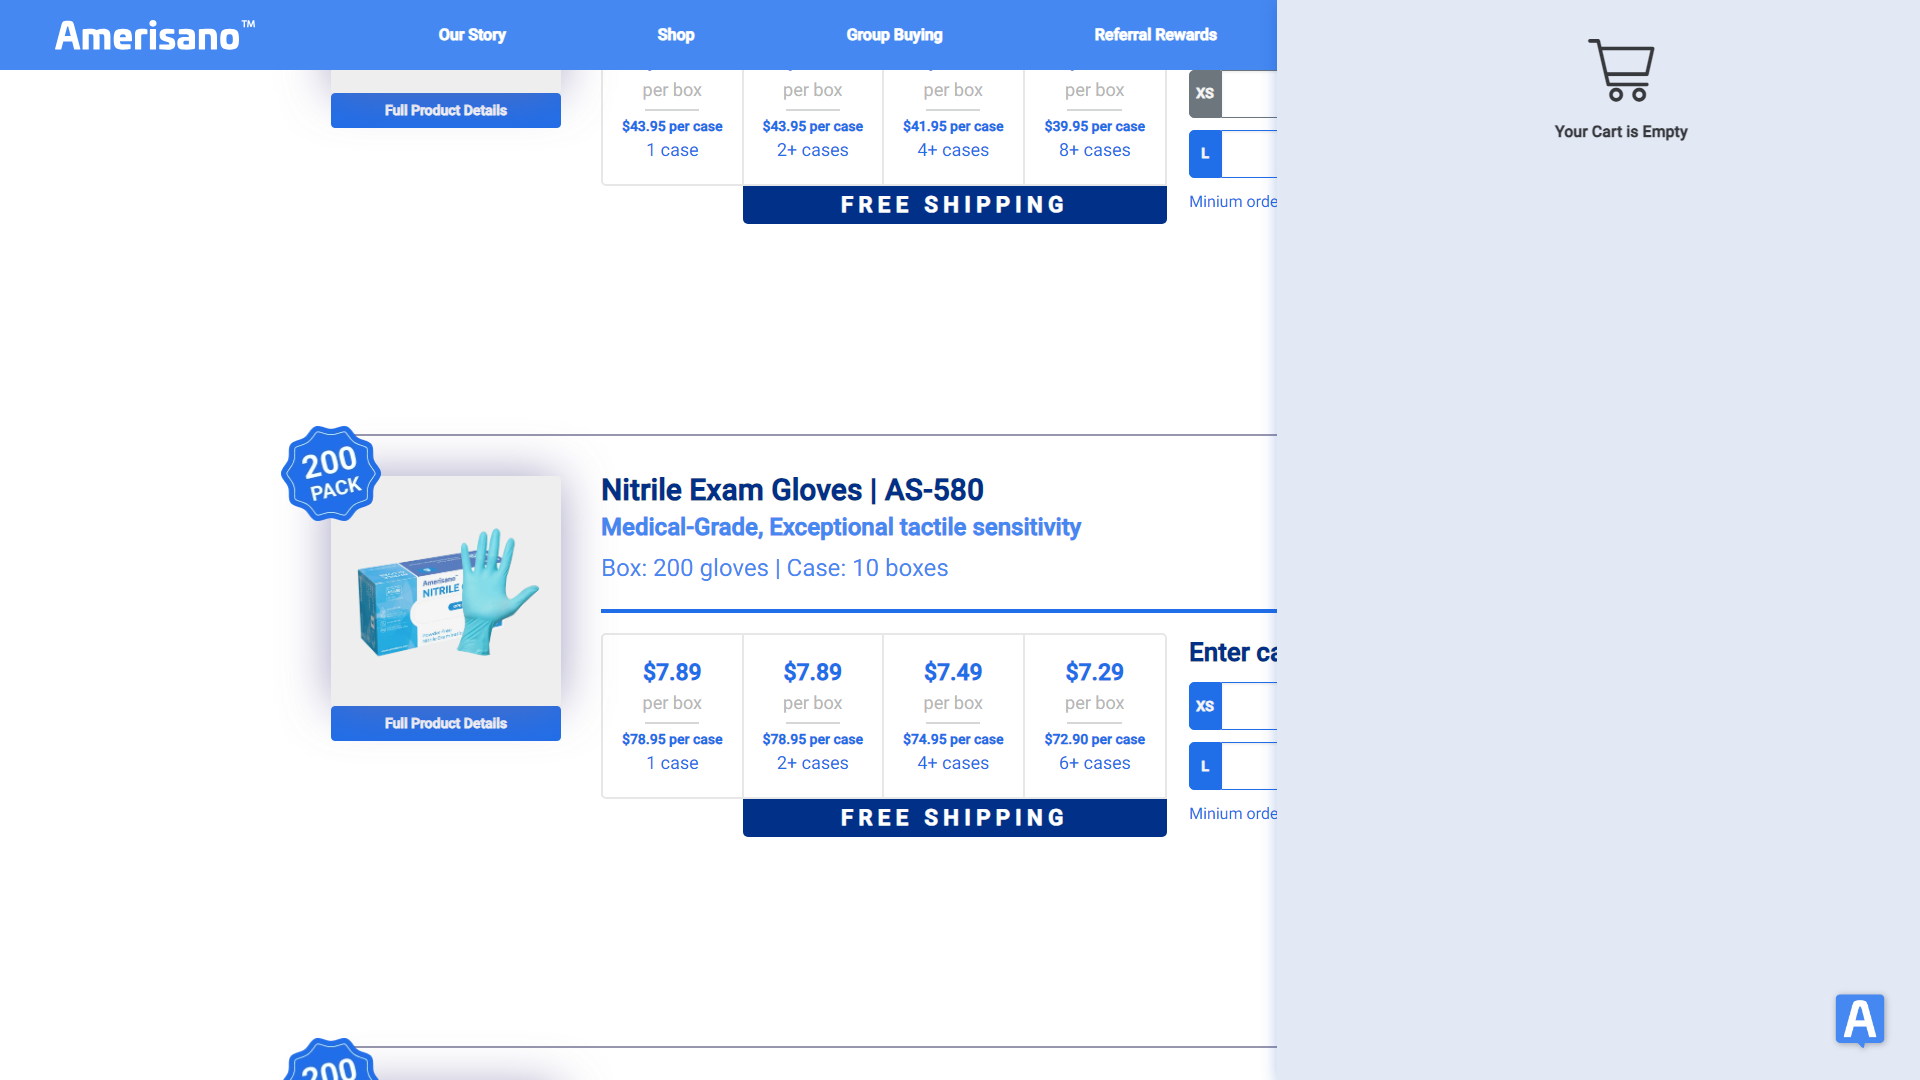 Amerisano™
Our Story
Shop
Group Buying
Referral Rewards
Your Cart is Empty
Full Product Details
per box
$43.95 per case
1 case
per box
$43.95 per case
2+ cases
per box
$41.95 per case
4+ cases
per box
$39.95 per case
8+ cases
FREE SHIPPING
XS
L
Minium orde
200
PACK
Amerisano
NITRILE
Full Product Details
Nitrile Exam Gloves | AS-580
Medical-Grade, Exceptional tactile sensitivity
Box: 200 gloves | Case: 10 boxes
$7.89
per box
$78.95 per case
1 case
$7.89
per box
$78.95 per case
2+ cases
$7.49
per box
$74.95 per case
4+ cases
$7.29
per box
$72.90 per case
6+ cases
FREE SHIPPING
Enter ca
XS
L
Minium orde
200
A